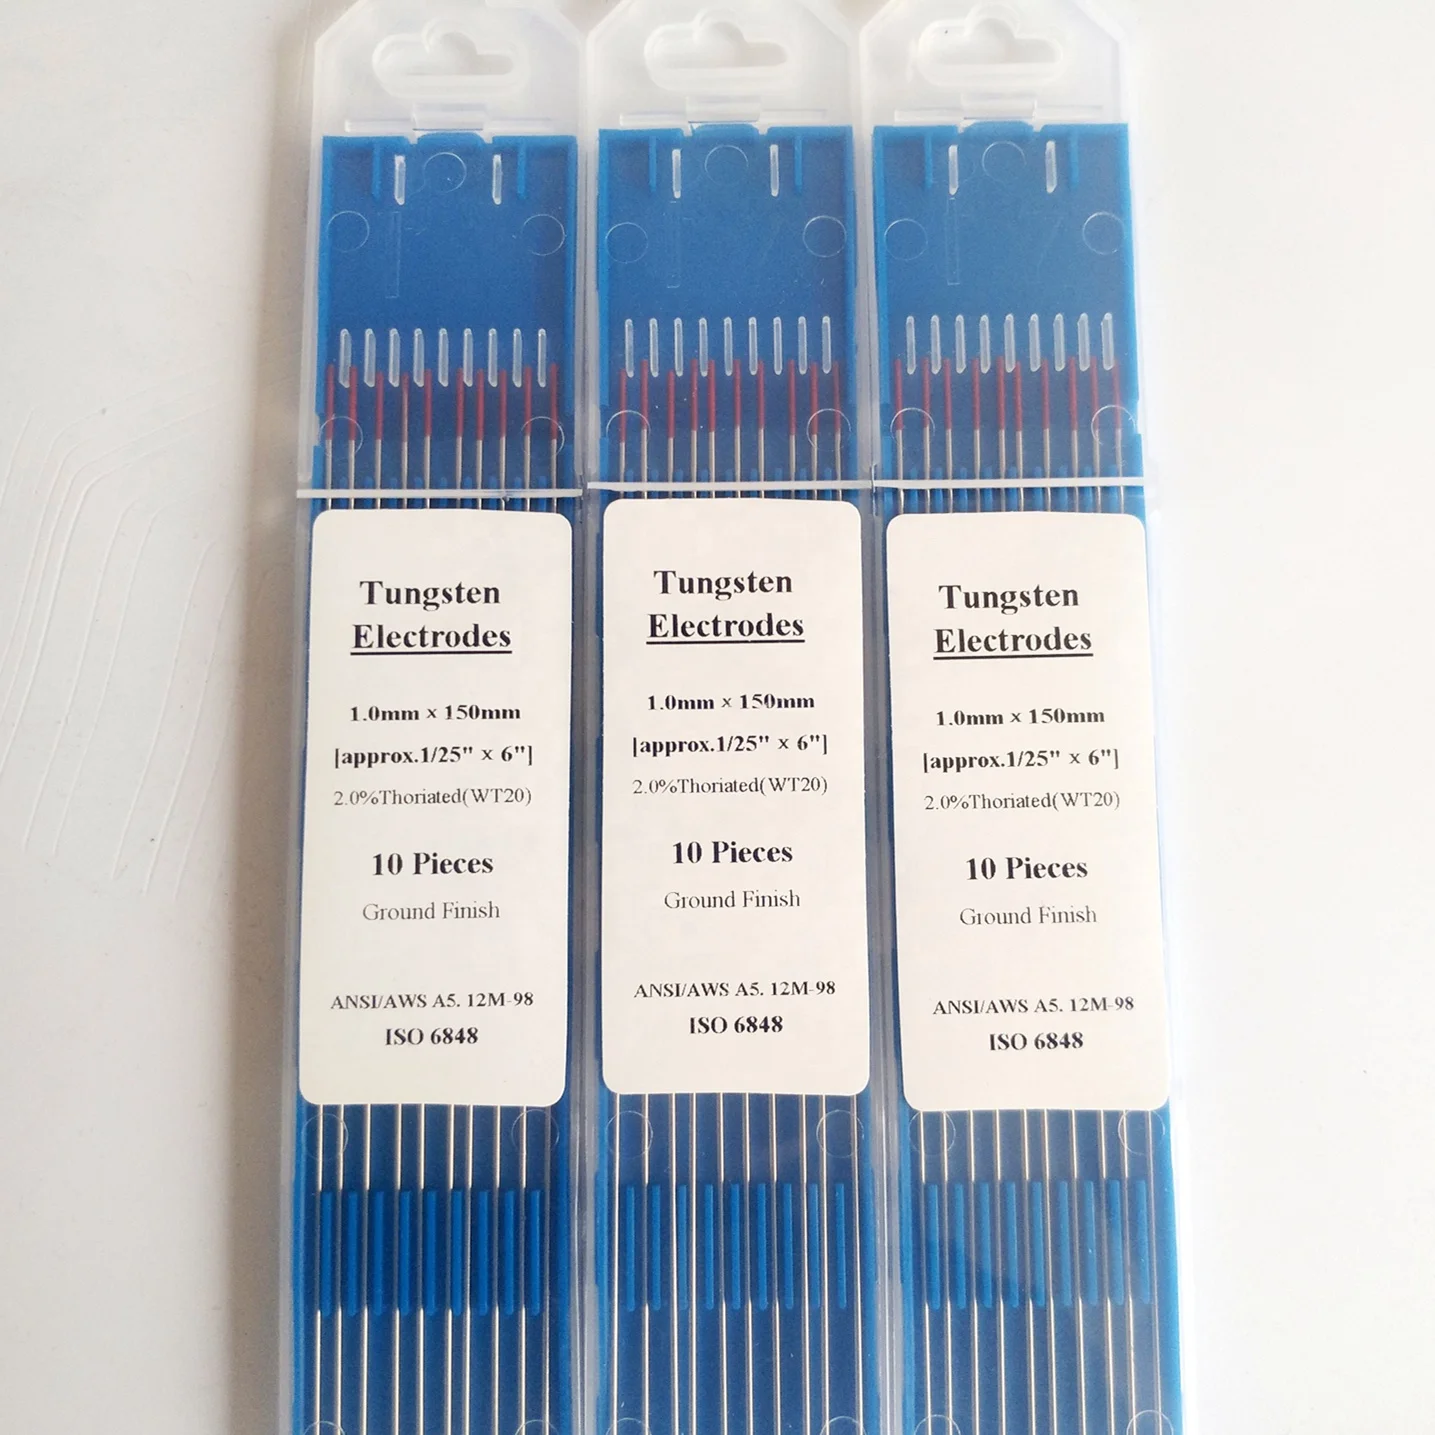 Tungsten
Electrodes
1.0mm × 150mm
[approx.1/25" × 6"]
2.0%Thoriated(WT20)
10 Pieces
Ground Finish
ANSI/AWS A5. 12M-98
ISO 6848
Tungsten
Electrodes
1.0mm × 150mm
[approx.1/25" × 6"]
2.0%Thoriated(WT20)
10 Pieces
Ground Finish
ANSI/AWS A5. 12M-98
ISO 6848
Tungsten
Electrodes
1.0mm × 150mm
[approx.1/25" × 6"]
2.0%Thoriated(WT20)
10 Pieces
Ground Finish
ANSI/AWS A5. 12M-98
ISO 6848